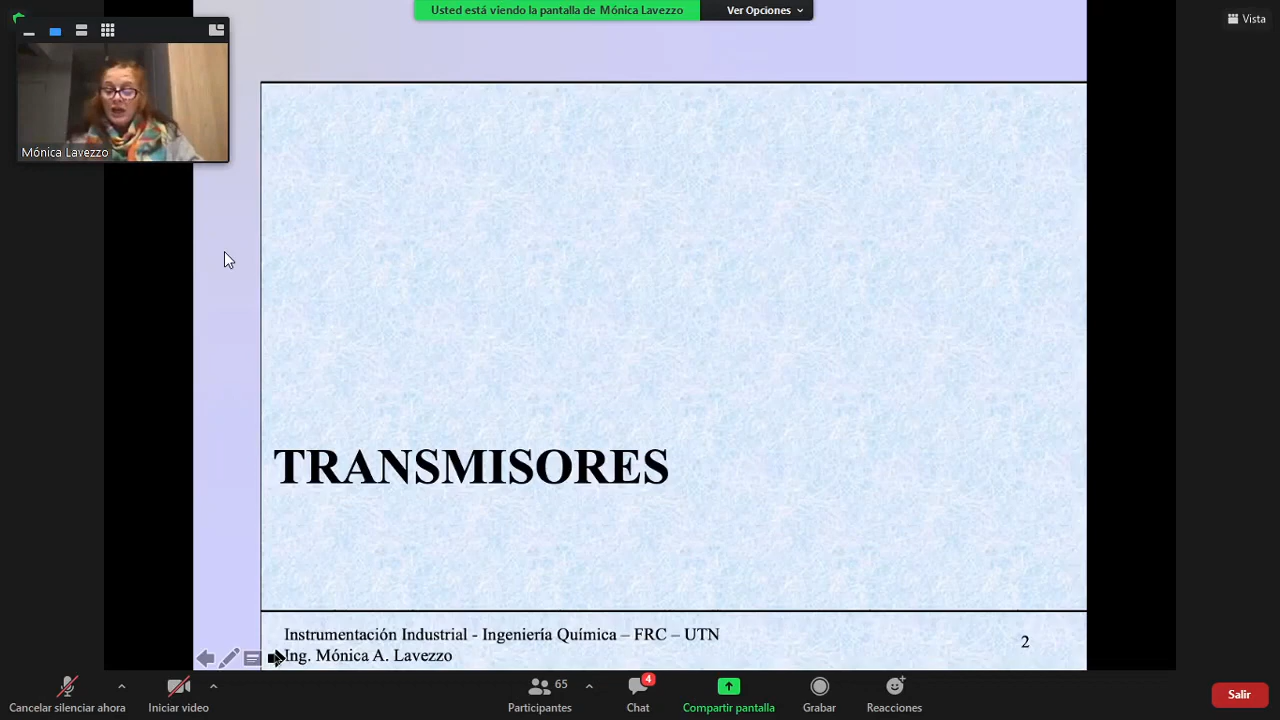 Usted está viendo la pantalla de Mónica Lavezzo
Ver Opciones
Vista
Mónica Lavezzo
TRANSMISORES
Instrumentación Industrial - Ingeniería Química – FRC – UTN
Ing. Mónica A. Lavezzo
2
Cancelar silenciar ahora
Iniciar video
Participantes
65
Chat
4
Compartir pantalla
Grabar
Reacciones
Salir